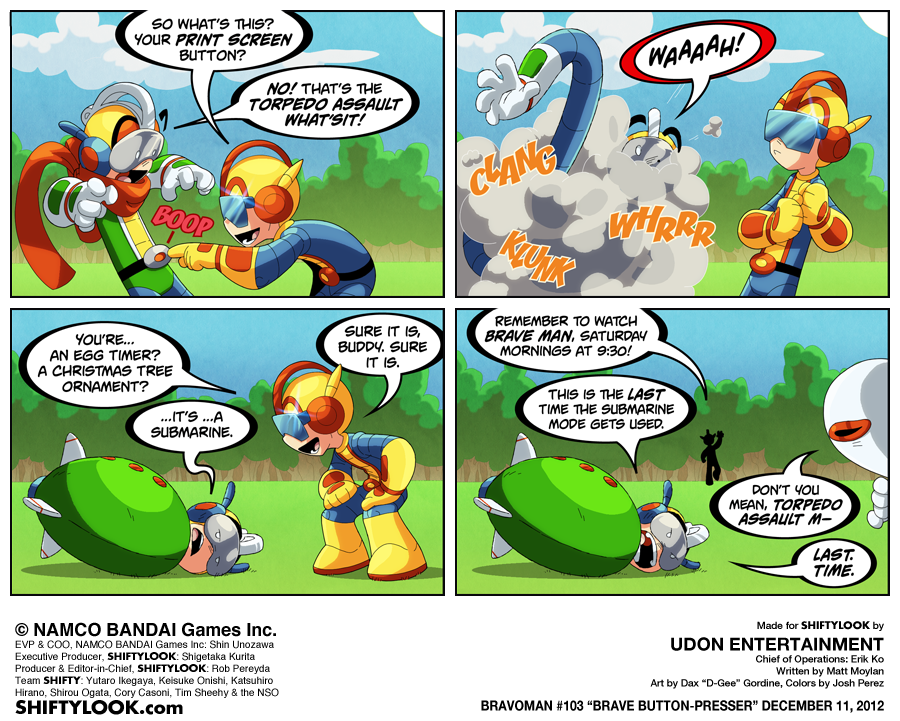 SO WHAT'S THIS?
YOUR PRINT SCREEN
BUTTON?
NO! THAT'S THE
TORPEDO ASSAULT
WHAT'SIT!
BOOP
WAAAAH!
CLANG
WHRRR
KLUNK
YOU'RE...
AN EGG TIMER?
A CHRISTMAS TREE
ORNAMENT?
...IT'S ...A
SUBMARINE.
SURE IT IS,
BUDDY. SURE
IT IS.
REMEMBER TO WATCH
BRAVE MAN, SATURDAY
MORNINGS AT 9:30!
THIS IS THE LAST
TIME THE SUBMARINE
MODE GETS USED.
DON'T YOU
MEAN, TORPEDO
ASSAULT M–
LAST.
TIME.
© NAMCO BANDAI Games Inc.
EVP & COO, NAMCO BANDAI Games Inc: Shin Unozawa
Executive Producer, SHIFTYLOOK: Shigetaka Kurita
Producer & Editor-in-Chief, SHIFTYLOOK: Rob Pereyda
Team SHIFTY: Yutaro Ikegaya, Keisuke Onishi, Katsuhiro
Hirano, Shirou Ogata, Cory Casoni, Tim Sheehy & the NSO
SHIFTYLOOK.com
Made for SHIFTYLOOK by
UDON ENTERTAINMENT
Chief of Operations: Erik Ko
Written by Matt Moylan
Art by Dax "D-Gee" Gordine, Colors by Josh Perez
BRAVOMAN #103 "BRAVE BUTTON-PRESSER" DECEMBER 11, 2012